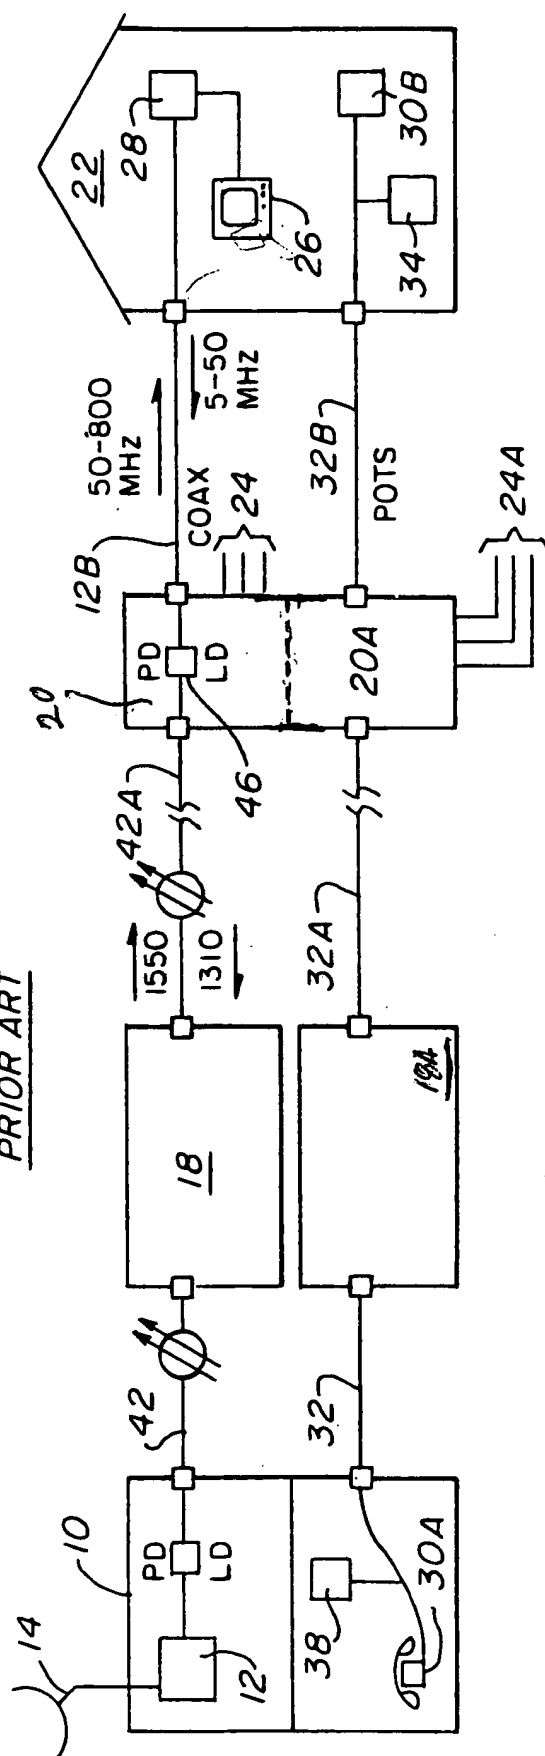 PRIOR ART
14
10
12
PD
LD
38
30A
42
32
18
18A
1550
1310
42A
32A
20
PD
LD
46
20A
12B
50-800
MHz
5-50
MHZ
COAX
24
32B
POTS
24A
22
28
26
30B
34